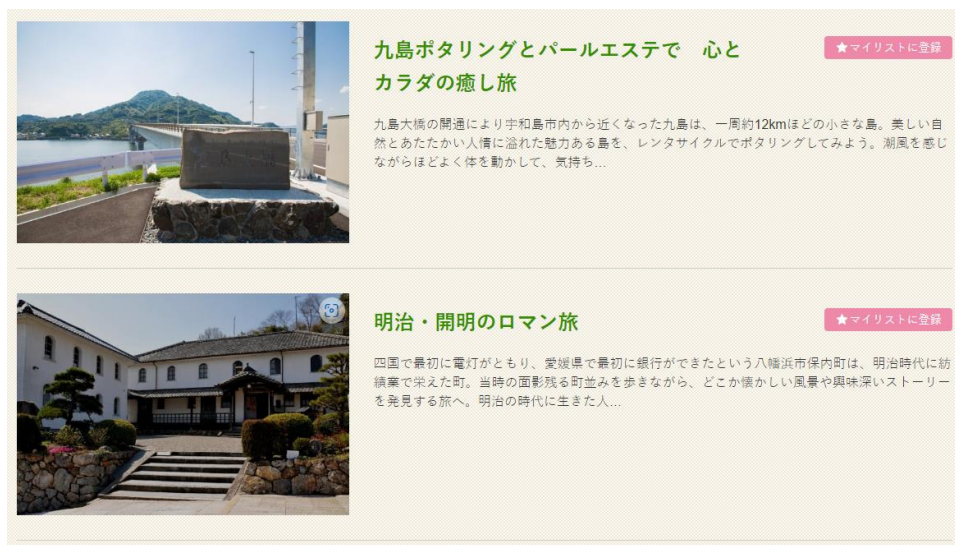 九島ポタリングとパールエステで　心と
カラダの癒し旅
★マイリストに登録
九島大橋の開通により宇和島市内から近くなった九島は、一周約12kmほどの小さな島。美しい自
然とあたたかい人情に溢れた魅力ある島を、レンタサイクルでポタリングしてみよう。潮風を感じ
ながらほどよく体を動かして、気持ち...
明治・開明のロマン旅
★マイリストに登録
四国で最初に電灯がともり、愛媛県で最初に銀行ができたという八幡浜市保内町は、明治時代に紡
績業で栄えた町。当時の面影残る町並みを歩きながら、どこか懐かしい風景や興味深いストーリー
を発見する旅へ。明治の時代に生きた人...